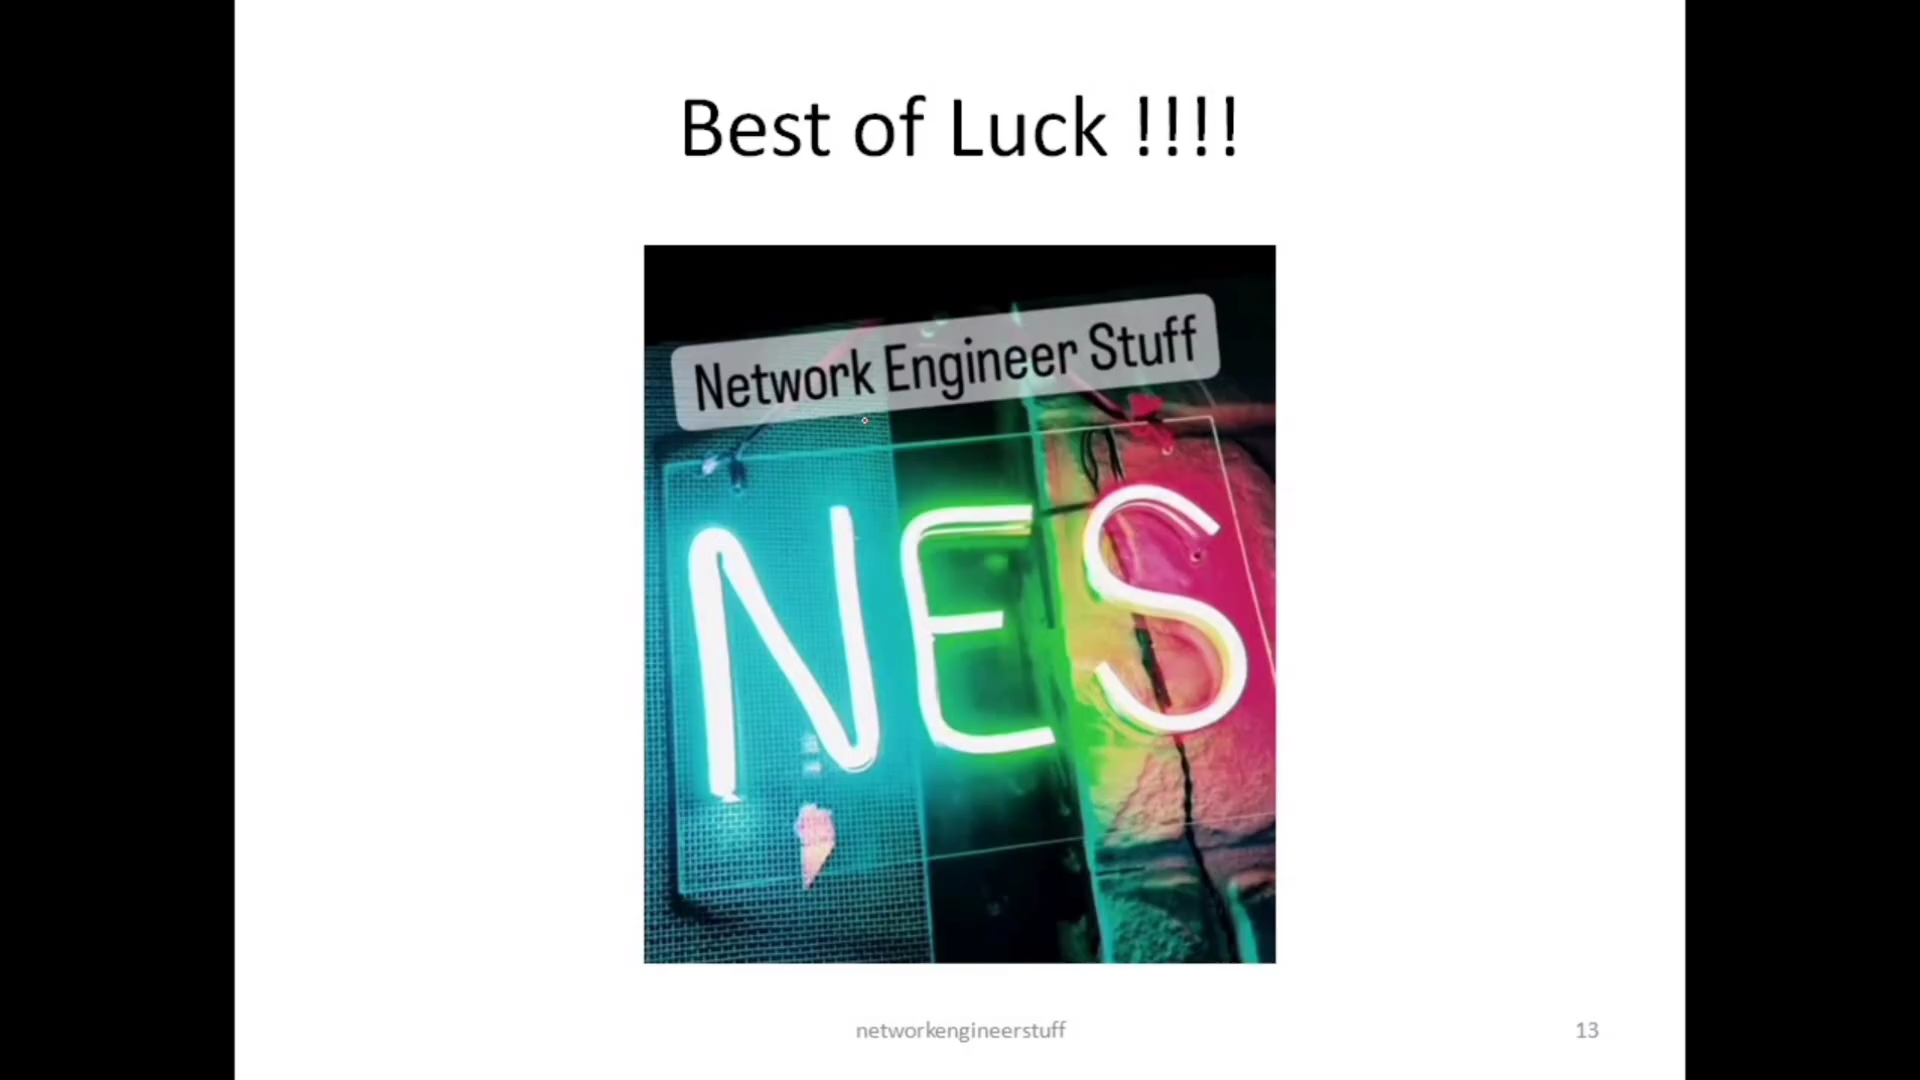 Best of Luck !!!!
Network Engineer Stuff
NES
networkengineerstuff
13